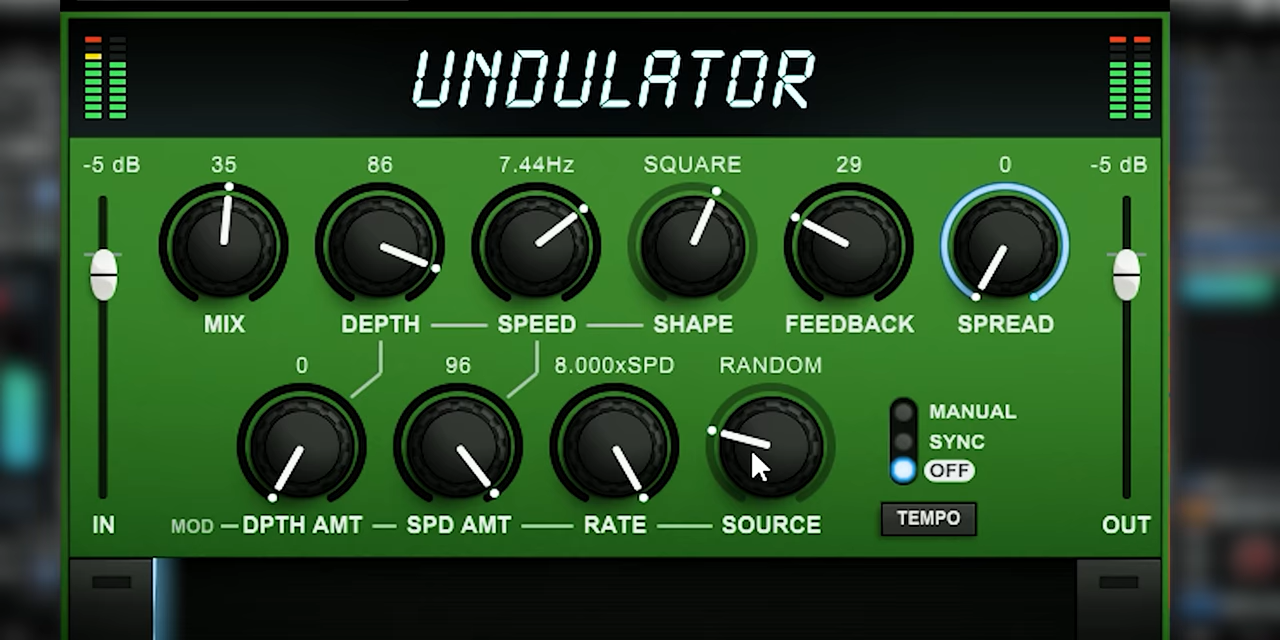 UNDULATOR
-5 dB 35 86 7.44Hz SQUARE 29 0 -5 dB
MIX DEPTH SPEED SHAPE FEEDBACK SPREAD
0 96 8.000xSPD RANDOM
MANUAL
SYNC
OFF
TEMPO
IN MOD DPTH AMT SPD AMT RATE SOURCE OUT